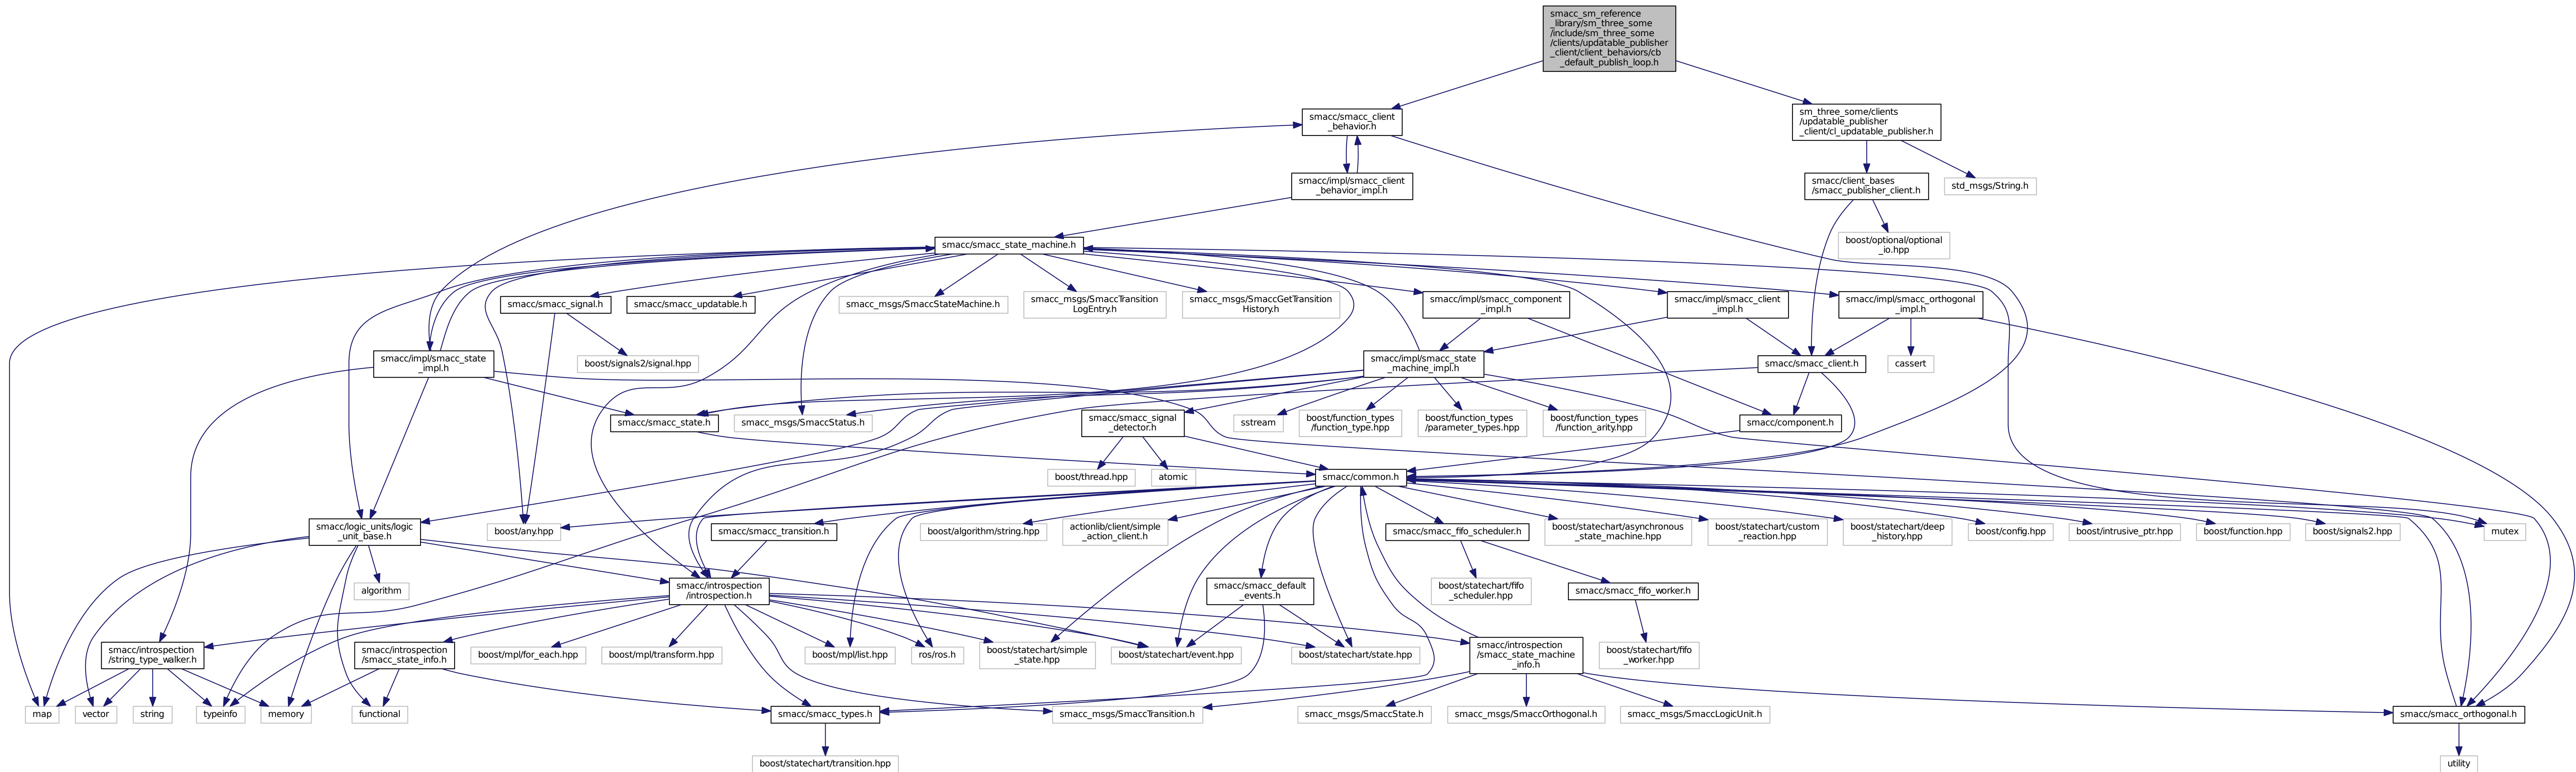 smacc_sm_reference
_library/sm_three_some
/include/sm_three_some
/clients/updatable_publisher
_client/client_behaviors/cb
_default_publish_loop.h
smacc/smacc_client
_behavior.h
sm_three_some/clients
/updatable_publisher
_client/cl_updatable_publisher.h
smacc/impl/smacc_client
_behavior_impl.h
smacc/client_bases
/smacc_publisher_client.h
std_msgs/String.h
smacc/smacc_state_machine.h
boost/optional/optional
_io.hpp
smacc/smacc_signal.h
smacc/smacc_updatable.h
smacc_msgs/SmaccStateMachine.h
smacc_msgs/SmaccTransition
LogEntry.h
smacc_msgs/SmaccGetTransition
History.h
smacc/impl/smacc_component
_impl.h
smacc/impl/smacc_client
_impl.h
smacc/impl/smacc_orthogonal
_impl.h
smacc/impl/smacc_state
_impl.h
boost/signals2/signal.hpp
smacc/impl/smacc_state
_machine_impl.h
smacc/smacc_client.h
cassert
smacc/smacc_state.h
smacc_msgs/SmaccStatus.h
smacc/smacc_signal
_detector.h
sstream
boost/function_types
/function_type.hpp
boost/function_types
/parameter_types.hpp
boost/function_types
/function_arity.hpp
smacc/component.h
boost/thread.hpp
atomic
smacc/common.h
smacc/logic_units/logic
_unit_base.h
boost/any.hpp
smacc/smacc_transition.h
boost/algorithm/string.hpp
actionlib/client/simple
_action_client.h
smacc/smacc_fifo_scheduler.h
boost/statechart/asynchronous
_state_machine.hpp
boost/statechart/custom
_reaction.hpp
boost/statechart/deep
_history.hpp
boost/config.hpp
boost/intrusive_ptr.hpp
boost/function.hpp
boost/signals2.hpp
mutex
algorithm
smacc/introspection
/introspection.h
smacc/smacc_default
_events.h
boost/statechart/fifo
_scheduler.hpp
smacc/smacc_fifo_worker.h
smacc/introspection
/string_type_walker.h
smacc/introspection
/smacc_state_info.h
boost/mpl/for_each.hpp
boost/mpl/transform.hpp
boost/mpl/list.hpp
ros/ros.h
boost/statechart/simple
_state.hpp
boost/statechart/event.hpp
boost/statechart/state.hpp
smacc/introspection
/smacc_state_machine
_info.h
boost/statechart/fifo
_worker.hpp
map
vector
string
typeinfo
memory
functional
smacc/smacc_types.h
smacc_msgs/SmaccTransition.h
smacc_msgs/SmaccState.h
smacc_msgs/SmaccOrthogonal.h
smacc_msgs/SmaccLogicUnit.h
smacc/smacc_orthogonal.h
boost/statechart/transition.hpp
utility